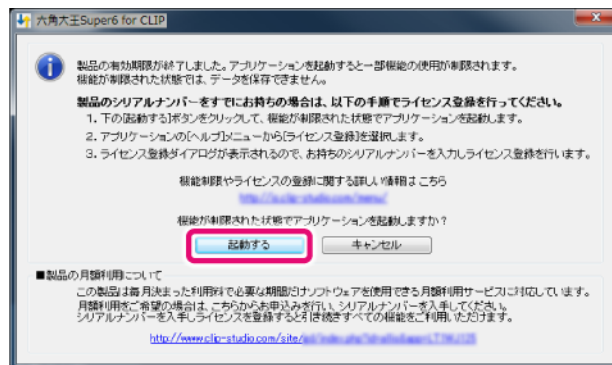 六角大王Super6 for CLIP
製品の有効期限が終了しました。アプリケーションを起動すると一部機能の使用が制限されます。
機能が制限された状態では、データを保存できません。
製品のシリアルナンバーをすでにお持ちの場合は、以下の手順でライセンス登録を行ってください。
1. 下の[起動する]ボタンをクリックして、機能が制限された状態でアプリケーションを起動します。
2. アプリケーションの[ヘルプ]メニューから[ライセンス登録]を選択します。
3. ライセンス登録ダイアログが表示されるので、お持ちのシリアルナンバーを入力しライセンス登録を行います。
機能制限やライセンスの登録に関する詳しい情報はこちら
機能が制限された状態でアプリケーションを起動しますか?
起動する キャンセル
■製品の月額利用について
この製品は毎月決まった利用料で必要な期間だけソフトウェアを使用できる月額利用サービスに対応しています。
月額利用をご希望の場合は、こちらからお申込みを行い、シリアルナンバーを入手してください。
シリアルナンバーを入手しライセンスを登録すると引き続きすべての機能をご利用いただけます。
http://www.clip-studio.com/site/